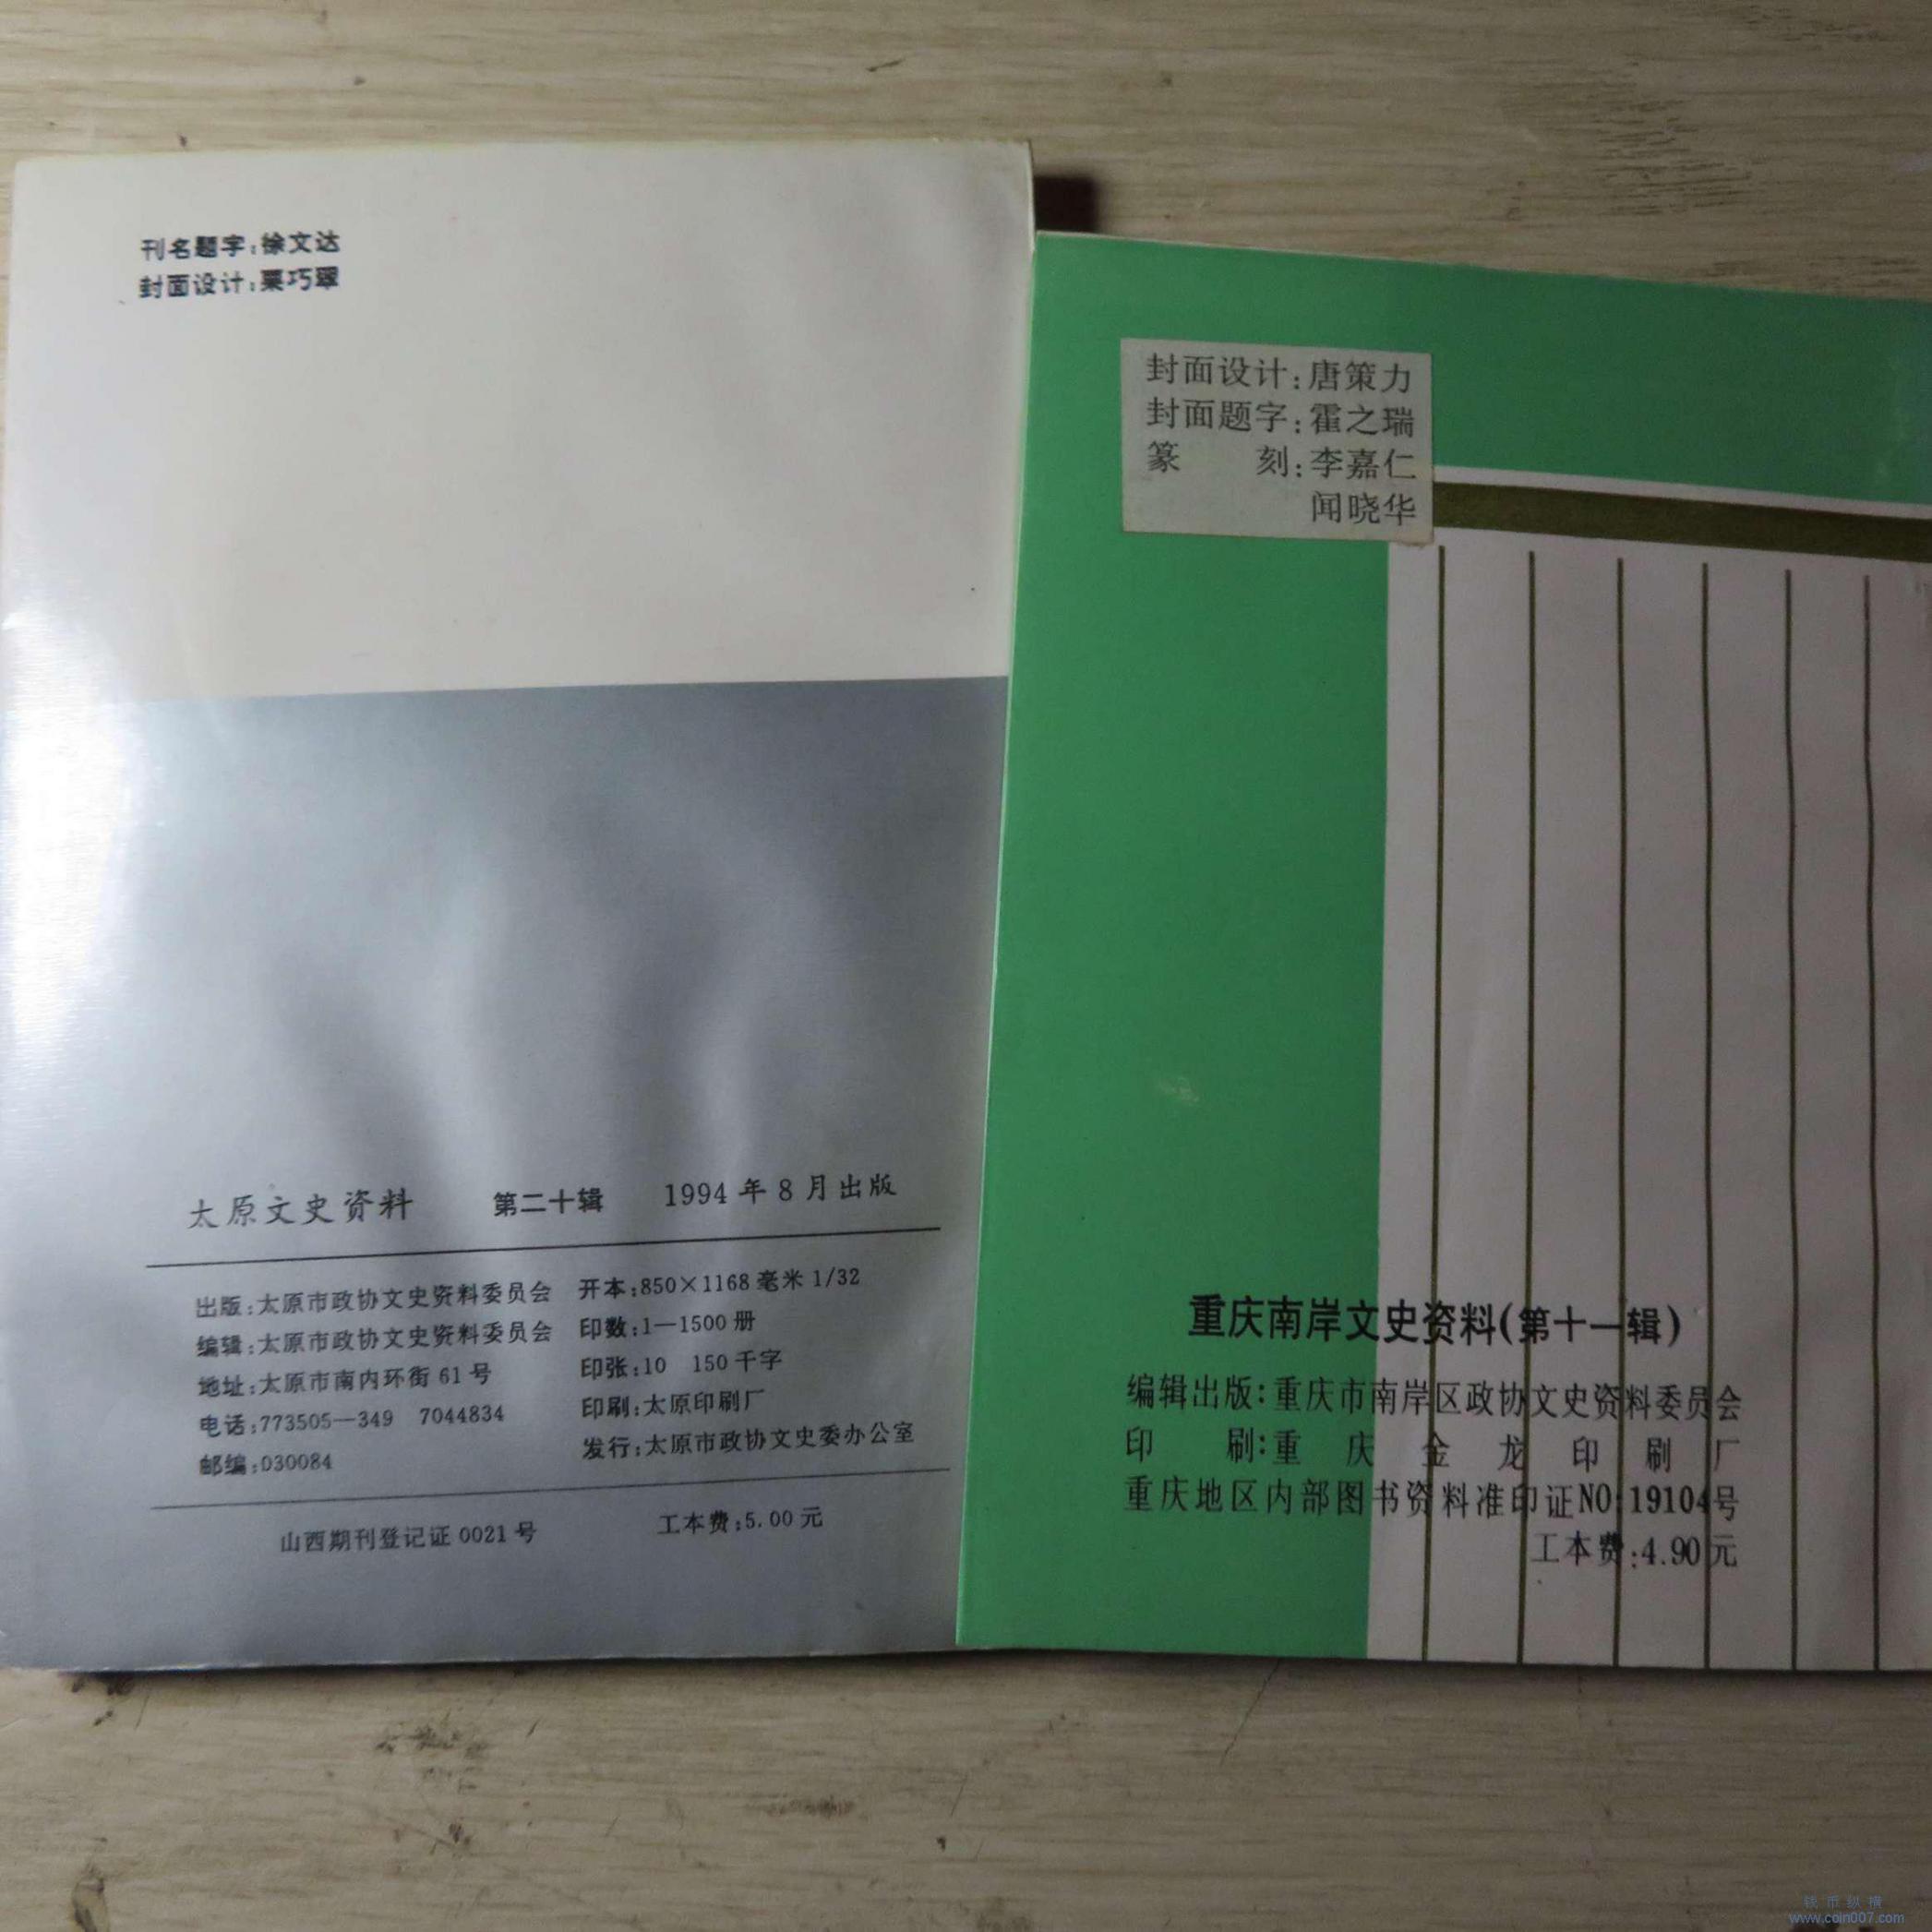 刊名题字:徐文达
封面设计:栗巧翠
太原文史资料 第二十辑 1994年8月出版
出版:太原市政协文史资料委员会
编辑:太原市政协文史资料委员会
地址:太原市南内环街61号
电话:773505—349 7044834
邮编:030084
开本:850×1168毫米1/32
印数:1—1500册
印张:10 150千字
印刷:太原印刷厂
发行:太原市政协文史委办公室
山西期刊登记证0021号 工本费:5.00元
封面设计:唐策力
封面题字:霍之瑞
篆 刻:李嘉仁
闻晓华
重庆南岸文史资料(第十一辑)
编辑出版:重庆市南岸区政协文史资料委员会
印 刷:重庆金龙印刷厂
重庆地区内部图书资料准印证NO:19104号
工本费:4.90元
钱币纵横
www.coin007.com